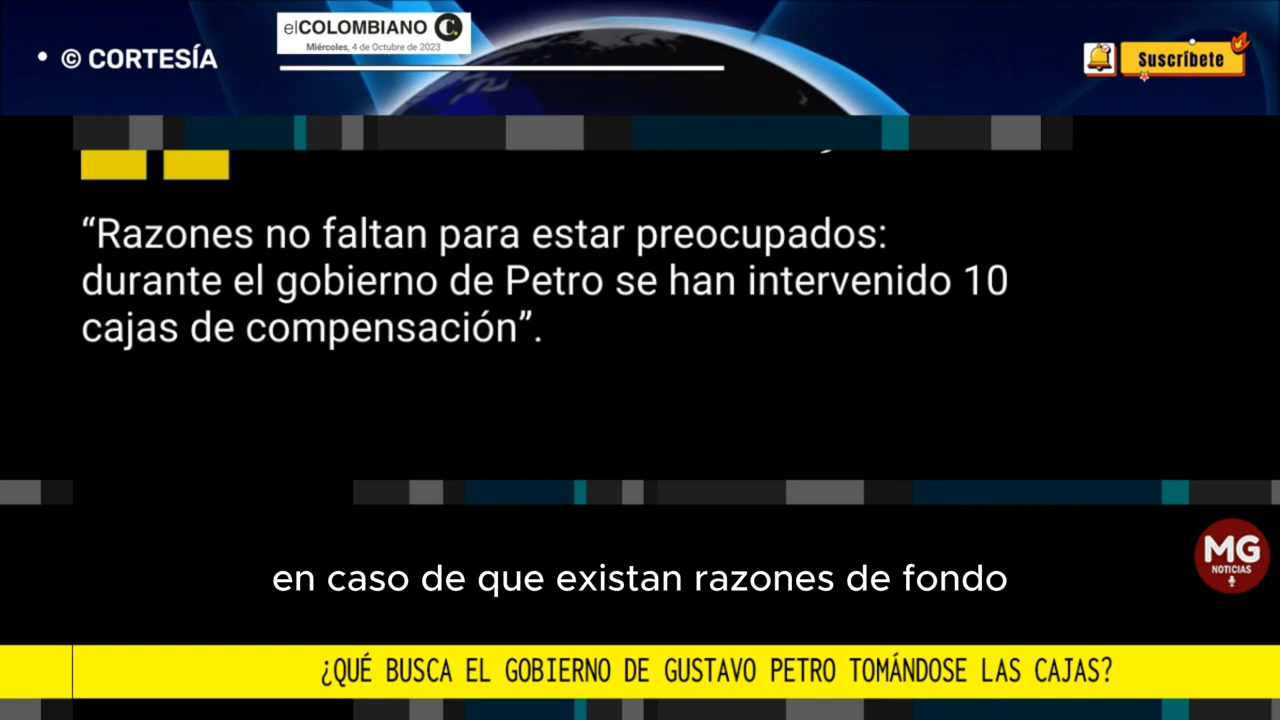 • © CORTESÍA
elCOLOMBIANO C.
Miércoles, 4 de Octubre de 2023
Suscríbete
“Razones no faltan para estar preocupados:
durante el gobierno de Petro se han intervenido 10
cajas de compensación”.
en caso de que existan razones de fondo
MG
NOTICIAS
¿QUÉ BUSCA EL GOBIERNO DE GUSTAVO PETRO TOMÁNDOSE LAS CAJAS?